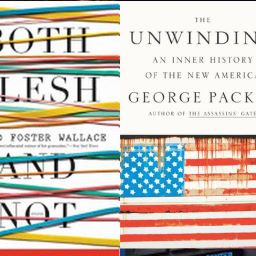 BOTH
FLESH
D FOSTER WALLACE
AND
NOT
THE
UNWINDING
AN INNER HISTORY
OF THE NEW AMERICA
GEORGE PACK
AUTHOR OF THE ASSASSINS' GATE